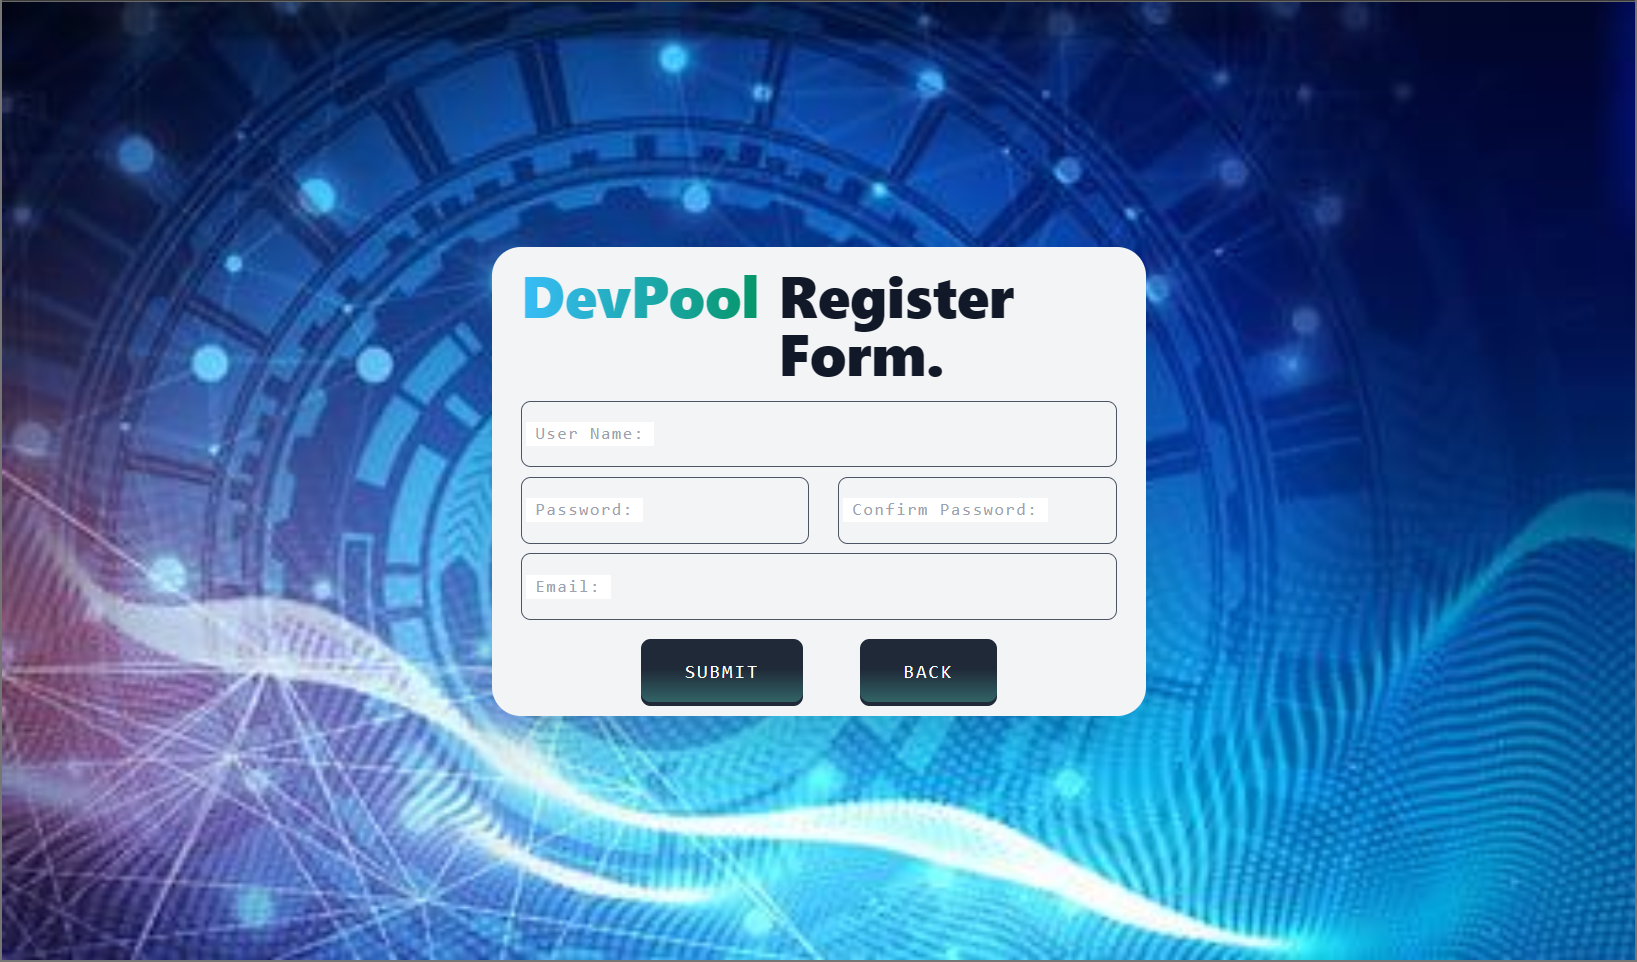 DevPool Register
Form.
User Name:
Password: Confirm Password:
Email:
SUBMIT BACK